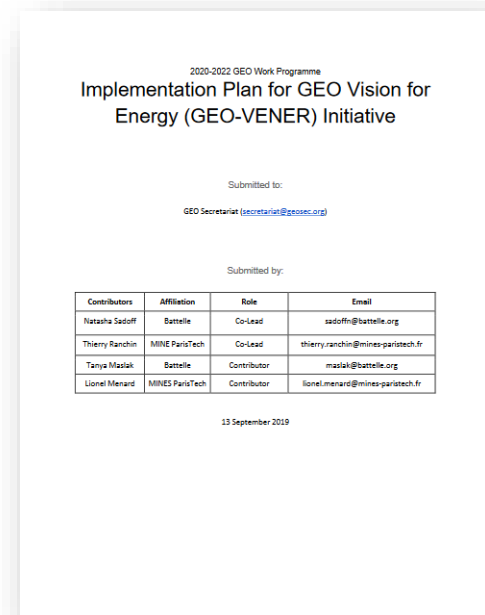 2020-2022 GEO Work Programme
Implementation Plan for GEO Vision for
Energy (GEO-VENER) Initiative
Submitted to:
GEO Secretariat (secretariat@geosec.org)
Submitted by:
Contributors Affiliation Role Email
Natasha Sadoff Battelle Co-Lead sadoffn@battelle.org
Thierry Ranchin MINE ParisTech Co-Lead thierry.ranchin@mines-paristech.fr
Tanya Maslak Battelle Contributor maslak@battelle.org
Lionel Menard MINES ParisTech Contributor lionel.menard@mines-paristech.fr
13 September 2019